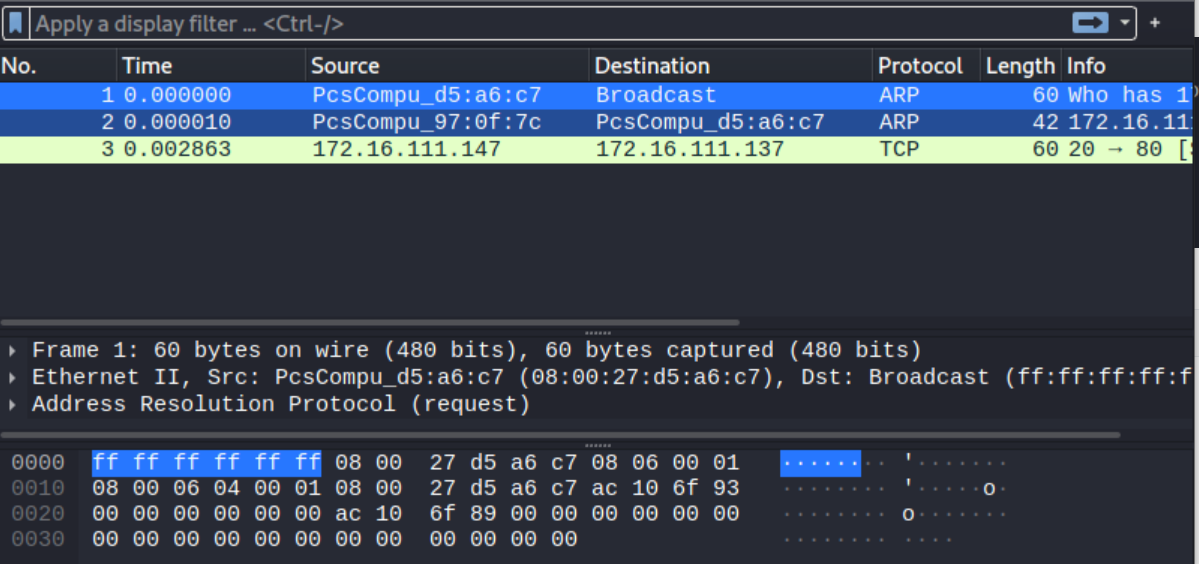 Apply a display filter ... <Ctrl-/> +
No. Time Source Destination Protocol Length Info
1 0.000000 PcsCompu_d5:a6:c7 Broadcast ARP 60 Who has 1
2 0.000010 PcsCompu_97:0f:7c PcsCompu_d5:a6:c7 ARP 42 172.16.11
3 0.002863 172.16.111.147 172.16.111.137 TCP 60 20 → 80 [
Frame 1: 60 bytes on wire (480 bits), 60 bytes captured (480 bits)
Ethernet II, Src: PcsCompu_d5:a6:c7 (08:00:27:d5:a6:c7), Dst: Broadcast (ff:ff:ff:ff:f
Address Resolution Protocol (request)
0000 ff ff ff ff ff ff 08 00 27 d5 a6 c7 08 06 00 01 ········ '·······
0010 08 00 06 04 00 01 08 00 27 d5 a6 c7 ac 10 6f 93 ········ '·····o·
0020 00 00 00 00 00 00 ac 10 6f 89 00 00 00 00 00 00 ········ o·······
0030 00 00 00 00 00 00 00 00 00 00 00 00 ········ ····